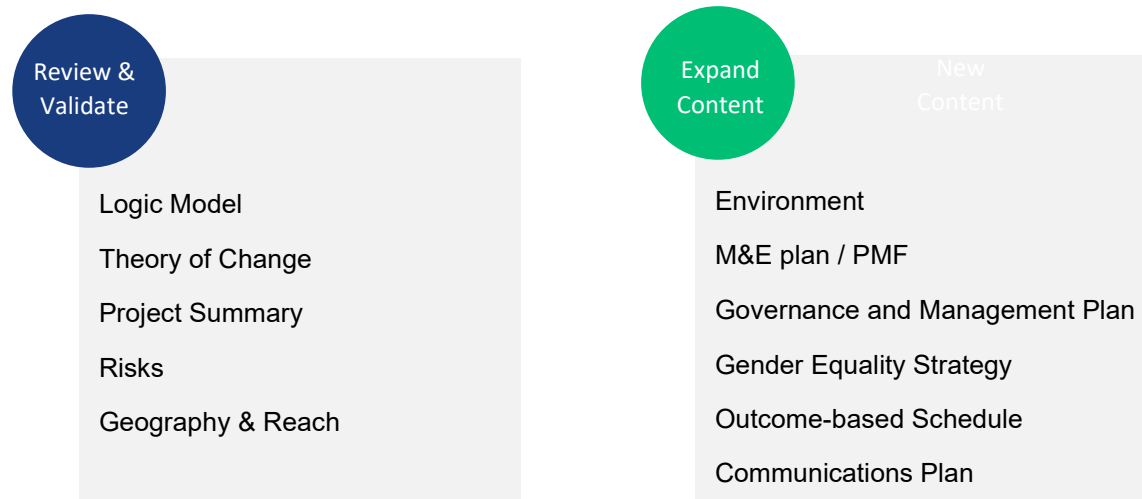 Review &
Validate
Logic Model
Theory of Change
Project Summary
Risks
Geography & Reach
Expand
Content
New
Content
Environment
M&E plan / PMF
Governance and Management Plan
Gender Equality Strategy
Outcome-based Schedule
Communications Plan